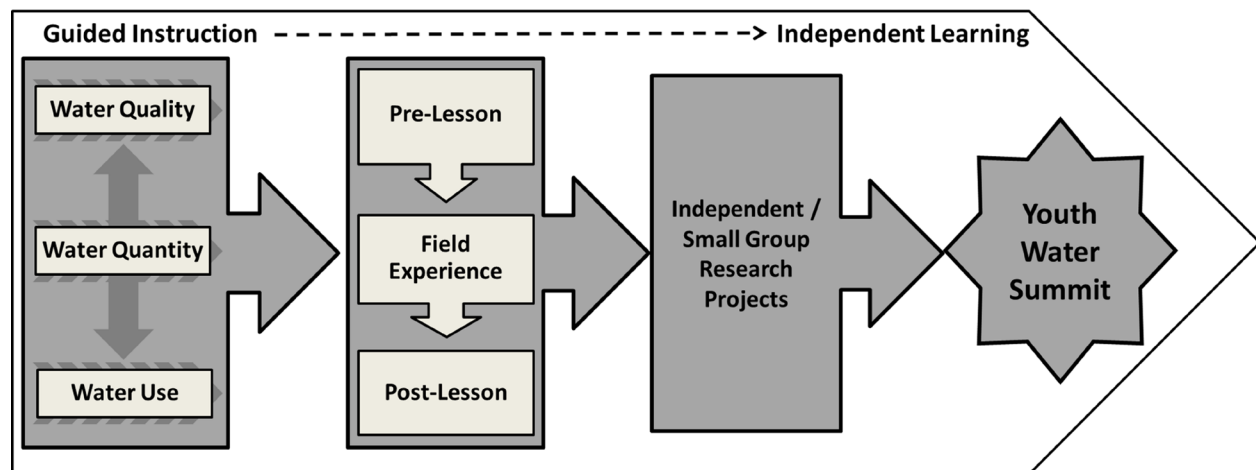 Guided Instruction
Independent Learning
Water Quality
Water Quantity
Water Use
Pre-Lesson
Field
Experience
Post-Lesson
Independent /
Small Group
Research
Projects
Youth
Water
Summit